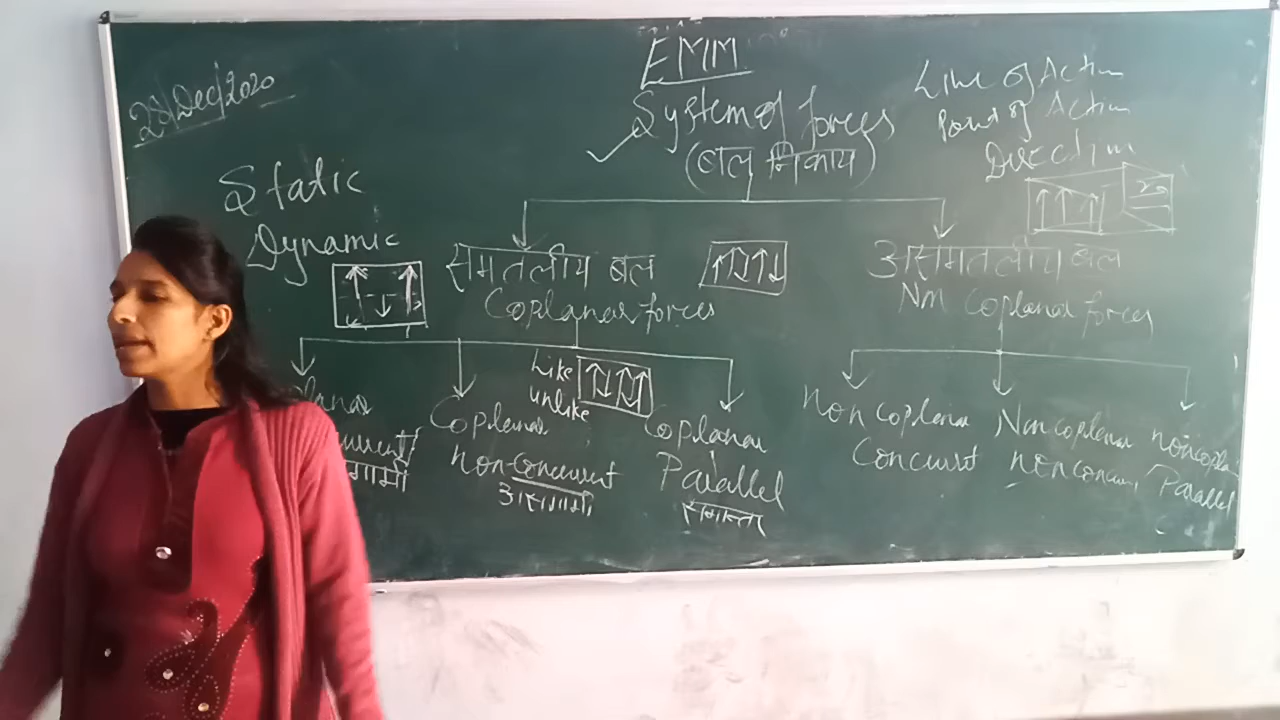 EMM
28/Dec/2020
System of forces
(बल निकाय)
Line of Action
Point of Action
Direction
Static
Dynamic
समतलीय बल
Coplanar forces
असमतलीय बल
Non Coplanar forces
Like
unlike
Coplanar
non-concurrent
असंगामी
Coplanar
Parallel
समान्तर
Non coplanar
Concurrent
Non coplanar
non concurr
noncopla
Parallel